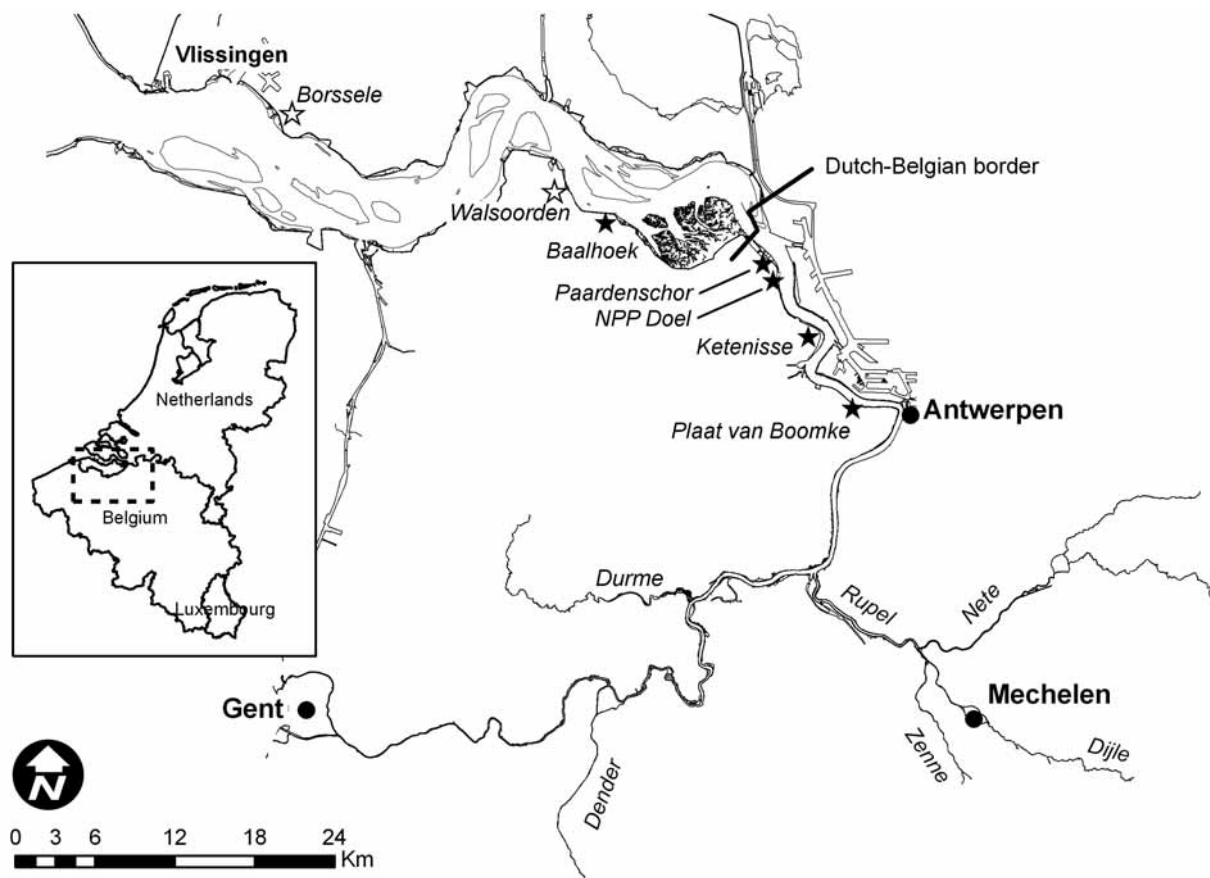 Vlissingen
Borssele
Dutch-Belgian border
Walsoorden
Baalhoek
Paardenschor
NPP Doel
Ketenisse
Netherlands
Antwerpen
Plaat van Boomke
Belgium
Durme
Rupel
Nete
Luxembourg
Gent
Mechelen
Zenne
Dijle
Dender
N
0 3 6 12 18 24
Km